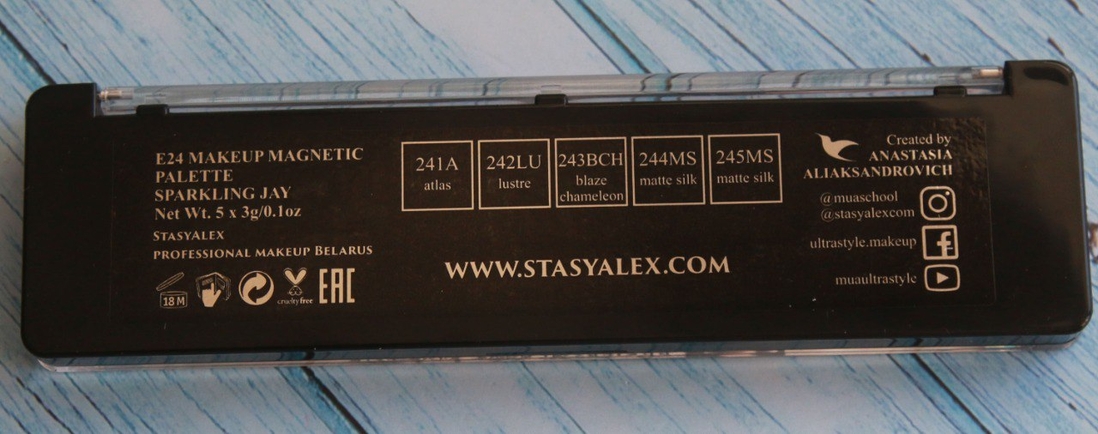 E24 MAKEUP MAGNETIC
PALETTE
SPARKLING JAY
Net Wt. 5 x 3g/0.1oz
STASYALEX
PROFESSIONAL MAKEUP BELARUS
18 M
cruelty free
EAC
241A
atlas
242LU
lustre
243BCH
blaze
chameleon
244MS
matte silk
245MS
matte silk
WWW.STASYALEX.COM
Created by
ANASTASIA
ALIAKSANDROVICH
@muaschool
@stasyalexcom
ultrastyle.makeup
muaultrastyle